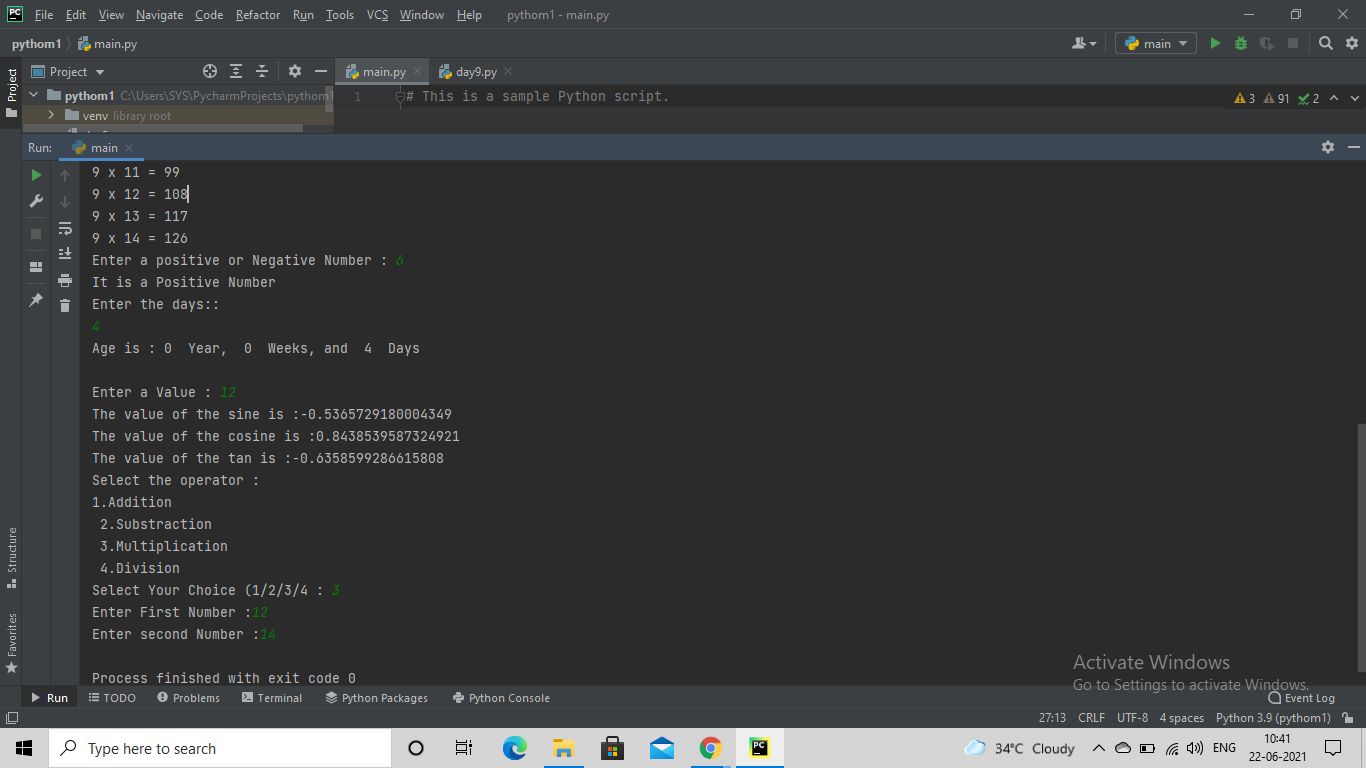 PC File Edit View Navigate Code Refactor Run Tools VCS Window Help pythom1 - main.py
pythom1 main.py main
Project main.py day9.py
Project
pythom1 C:\Users\SYS\PycharmProjects\pythom1 1 # This is a sample Python script. 3 91 2
venv library root
Run: main
9 x 11 = 99
9 x 12 = 108
9 x 13 = 117
9 x 14 = 126
Enter a positive or Negative Number : 6
It is a Positive Number
Enter the days::
4
Age is : 0 Year, 0 Weeks, and 4 Days
Enter a Value : 12
The value of the sine is :-0.5365729180004349
The value of the cosine is :0.8438539587324921
The value of the tan is :-0.6358599286615808
Select the operator :
1.Addition
2.Substraction
3.Multiplication
4.Division
Select Your Choice (1/2/3/4 : 3
Enter First Number :12
Enter second Number :14
Process finished with exit code 0
Structure
Favorites
Activate Windows
Go to Settings to activate Windows.
Run TODO Problems Terminal Python Packages Python Console Event Log
27:13 CRLF UTF-8 4 spaces Python 3.9 (pythom1)
Type here to search PC 34°C Cloudy ENG 10:41
22-06-2021